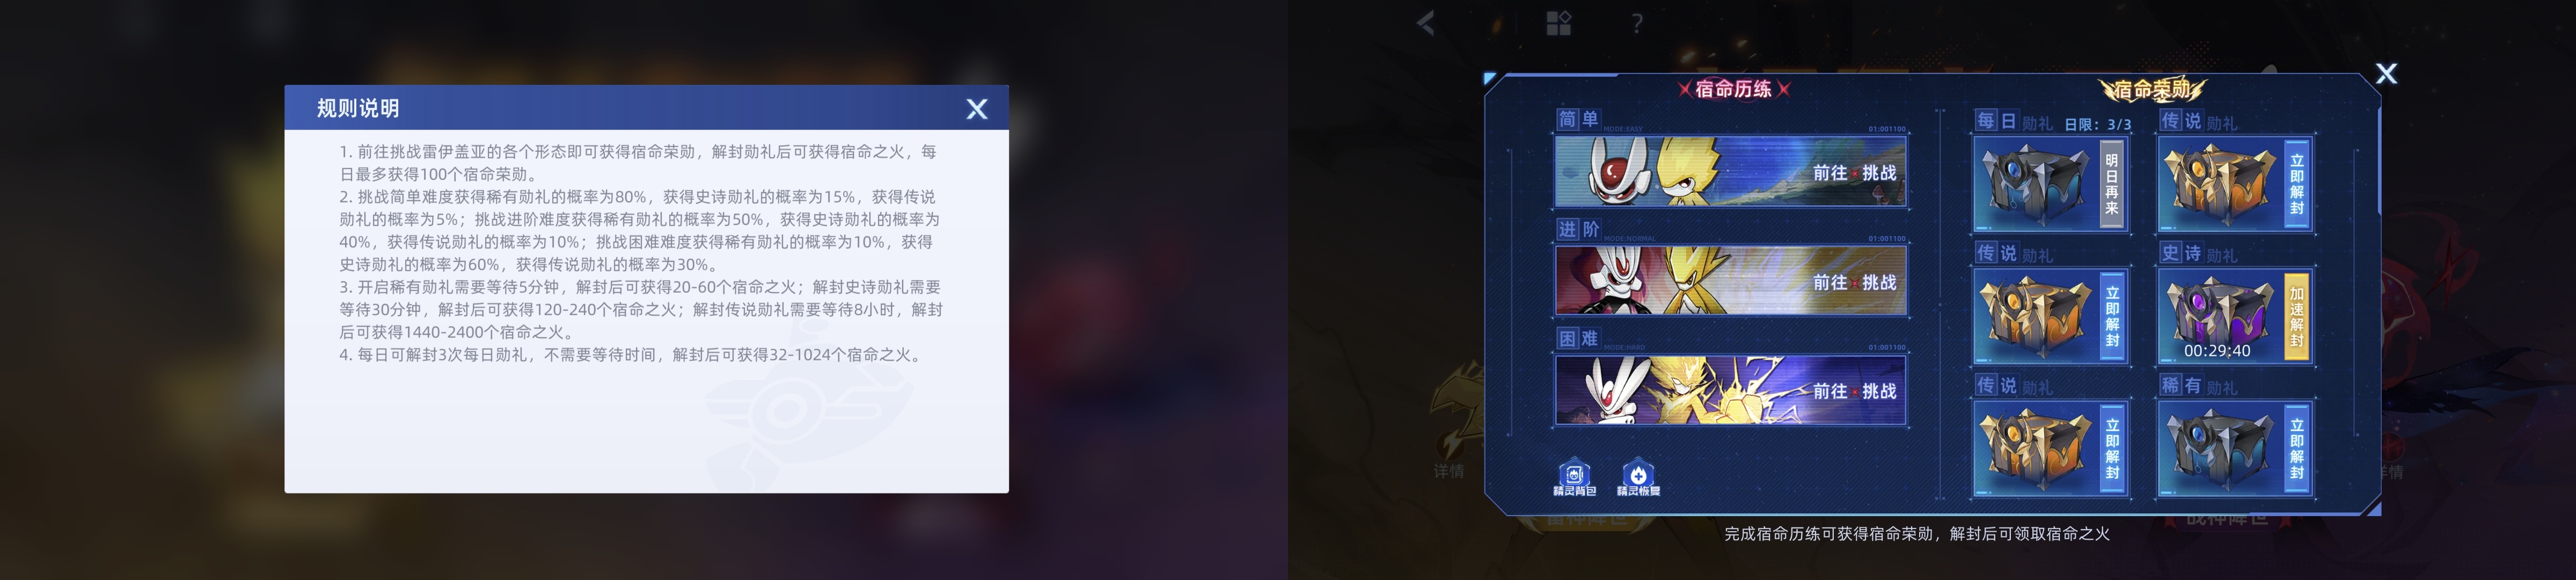 规则说明
1. 前往挑战雷伊盖亚的各个形态即可获得宿命荣勋，解封勋礼后可获得宿命之火，每
日最多获得100个宿命荣勋。
2. 挑战简单难度获得稀有勋礼的概率为80%，获得史诗勋礼的概率为15%，获得传说
勋礼的概率为5%；挑战进阶难度获得稀有勋礼的概率为50%，获得史诗勋礼的概率为
40%，获得传说勋礼的概率为10%；挑战困难难度获得稀有勋礼的概率为10%，获得
史诗勋礼的概率为60%，获得传说勋礼的概率为30%。
3. 开启稀有勋礼需要等待5分钟，解封后可获得20-60个宿命之火；解封史诗勋礼需要
等待30分钟，解封后可获得120-240个宿命之火；解封传说勋礼需要等待8小时，解封
后可获得1440-2400个宿命之火。
4. 每日可解封3次每日勋礼，不需要等待时间，解封后可获得32-1024个宿命之火。
宿命历练
简单
MODE:EASY
01:001100
前往 挑战
进阶
MODE:NORMAL
01:001100
前往 挑战
困难
MODE:HARD
01:001100
前往 挑战
精灵背包
精灵恢复
宿命荣勋
每日勋礼 日限：3/3
明日再来
传说勋礼
立即解封
传说勋礼
立即解封
史诗勋礼
00:29:40
加速解封
传说勋礼
立即解封
稀有勋礼
立即解封
详情
详情
雷神降世
战神降世
完成宿命历练可获得宿命荣勋，解封后可领取宿命之火